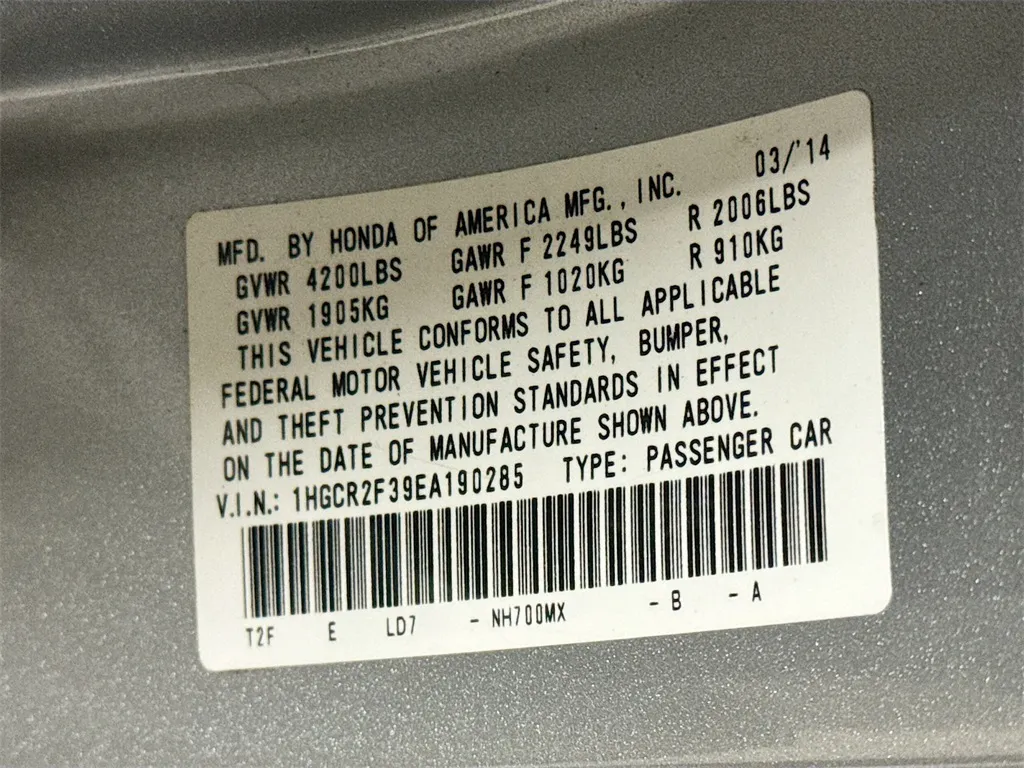 03/'14
MFD. BY HONDA OF AMERICA MFG., INC.
GVWR 4200LBS GAWR F 2249LBS R 2006LBS
GVWR 1905KG GAWR F 1020KG R 910KG
THIS VEHICLE CONFORMS TO ALL APPLICABLE
FEDERAL MOTOR VEHICLE SAFETY, BUMPER,
AND THEFT PREVENTION STANDARDS IN EFFECT
ON THE DATE OF MANUFACTURE SHOWN ABOVE.
V.I.N.: 1HGCR2F39EA190285 TYPE: PASSENGER CAR
T2F E LD7 - NH700MX - B - A